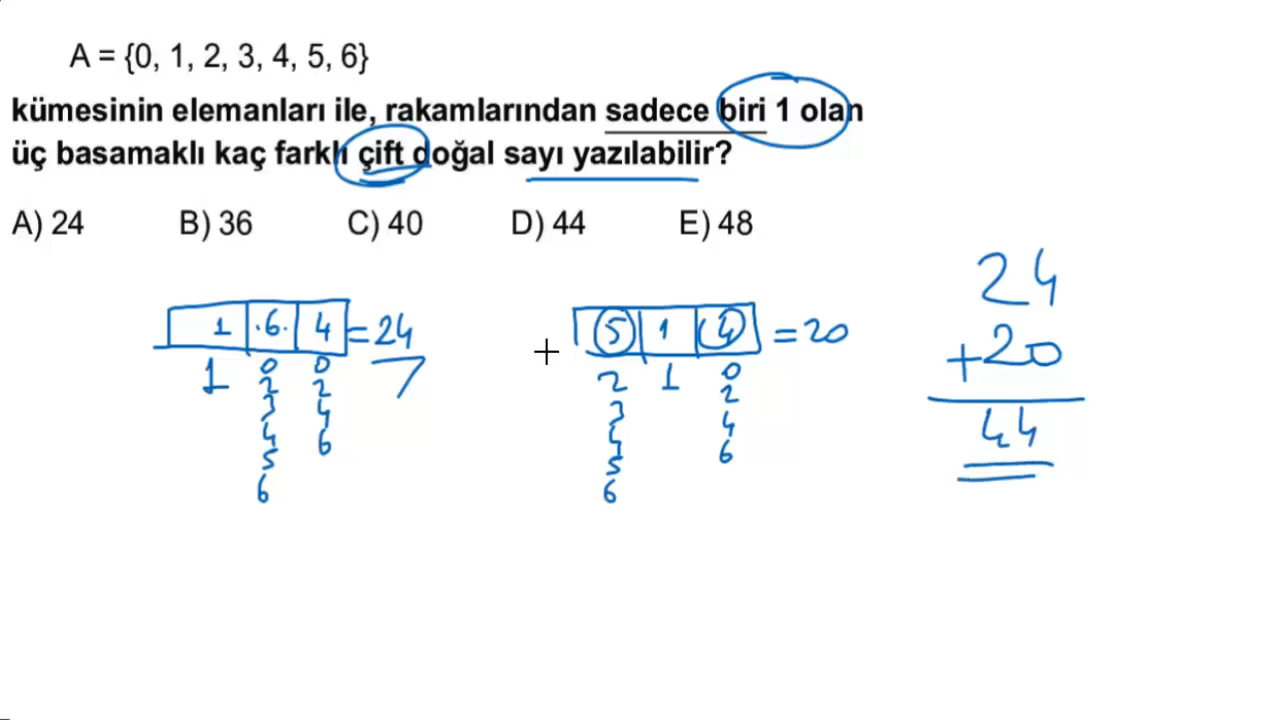 A = {0, 1, 2, 3, 4, 5, 6}
kümesinin elemanları ile, rakamlarından sadece biri 1 olan
üç basamaklı kaç farklı çift doğal sayı yazılabilir?
A) 24 B) 36 C) 40 D) 44 E) 48
1 .6. 4 = 24
1 0 0
2 2
3 4
4 6
5
6
+
5 1 4 = 20
2 1 0
3 2
4 4
5 6
6
24
+20
44